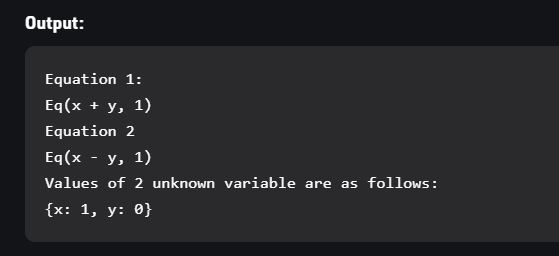 Output:
Equation 1:
Eq(x + y, 1)
Equation 2
Eq(x - y, 1)
Values of 2 unknown variable are as follows:
{x: 1, y: 0}